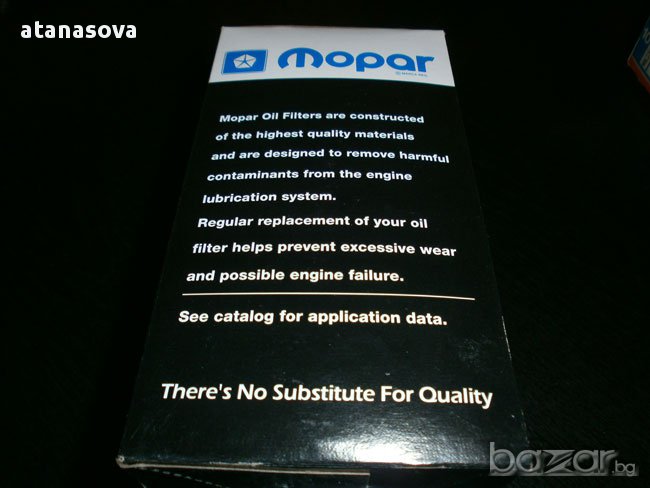 atanasova
Mopar
Mopar Oil Filters are constructed
of the highest quality materials
and are designed to remove harmful
contaminants from the engine
lubrication system.
Regular replacement of your oil
filter helps prevent excessive wear
and possible engine failure.
See catalog for application data.
There's No Substitute For Quality
bazar.bg